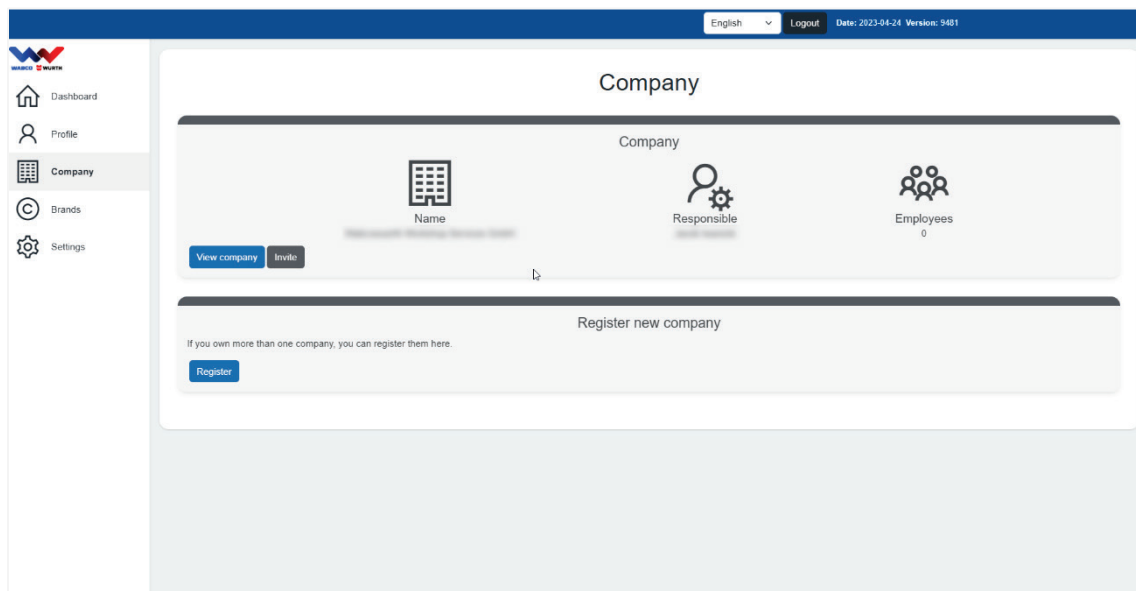 English
Logout
Date: 2023-04-24 Version: 9481
WABCO WURTH
Dashboard
Profile
Company
Brands
Settings
Company
Company
Name
Responsible
Employees
0
View company
Invite
Register new company
If you own more than one company, you can register them here.
Register